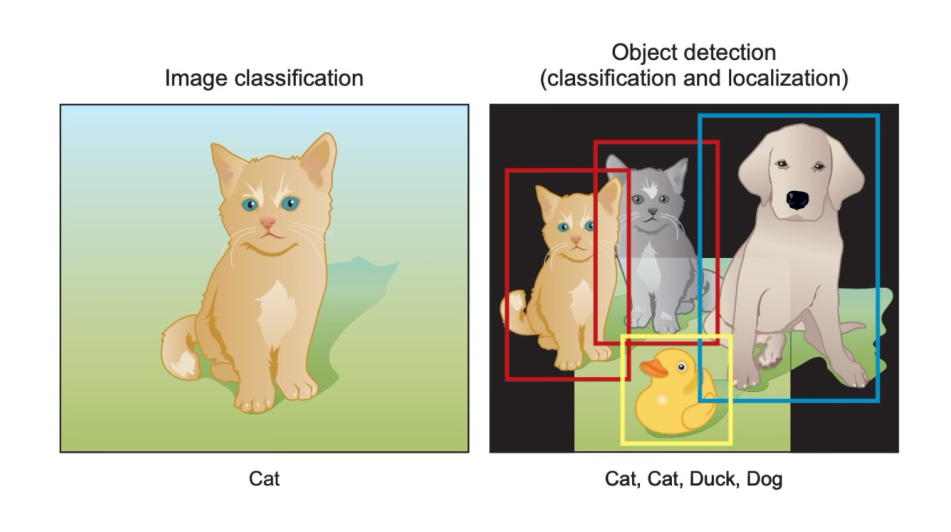 Image classification
Object detection
(classification and localization)
Cat
Cat, Cat, Duck, Dog